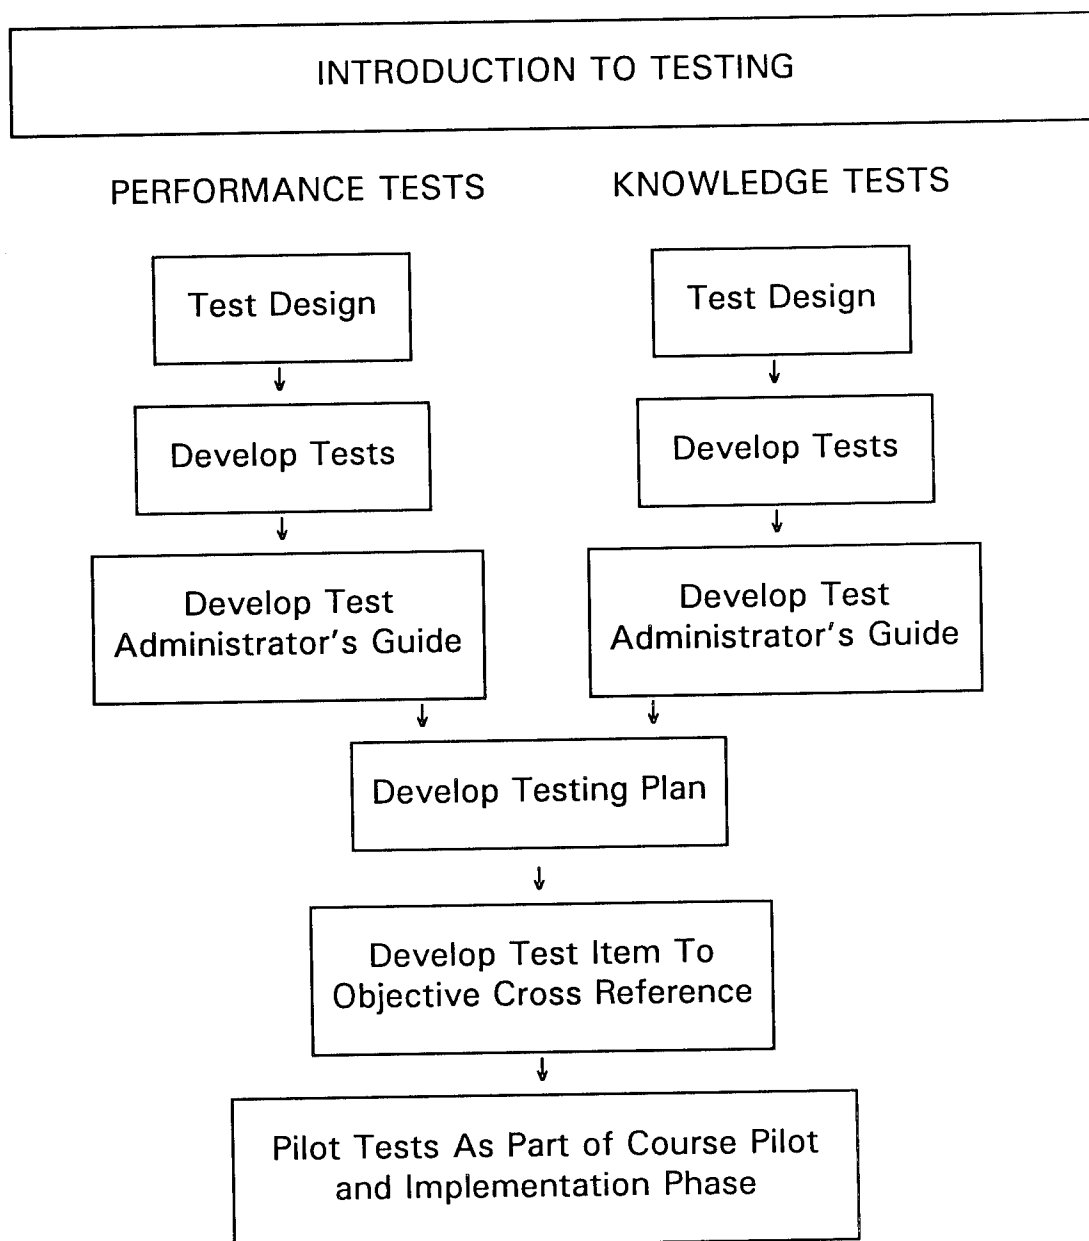 INTRODUCTION TO TESTING
PERFORMANCE TESTS
KNOWLEDGE TESTS
Test Design
Test Design
Develop Tests
Develop Tests
Develop Test
Administrator's Guide
Develop Test
Administrator's Guide
Develop Testing Plan
Develop Test Item To
Objective Cross Reference
Pilot Tests As Part of Course Pilot
and Implementation Phase